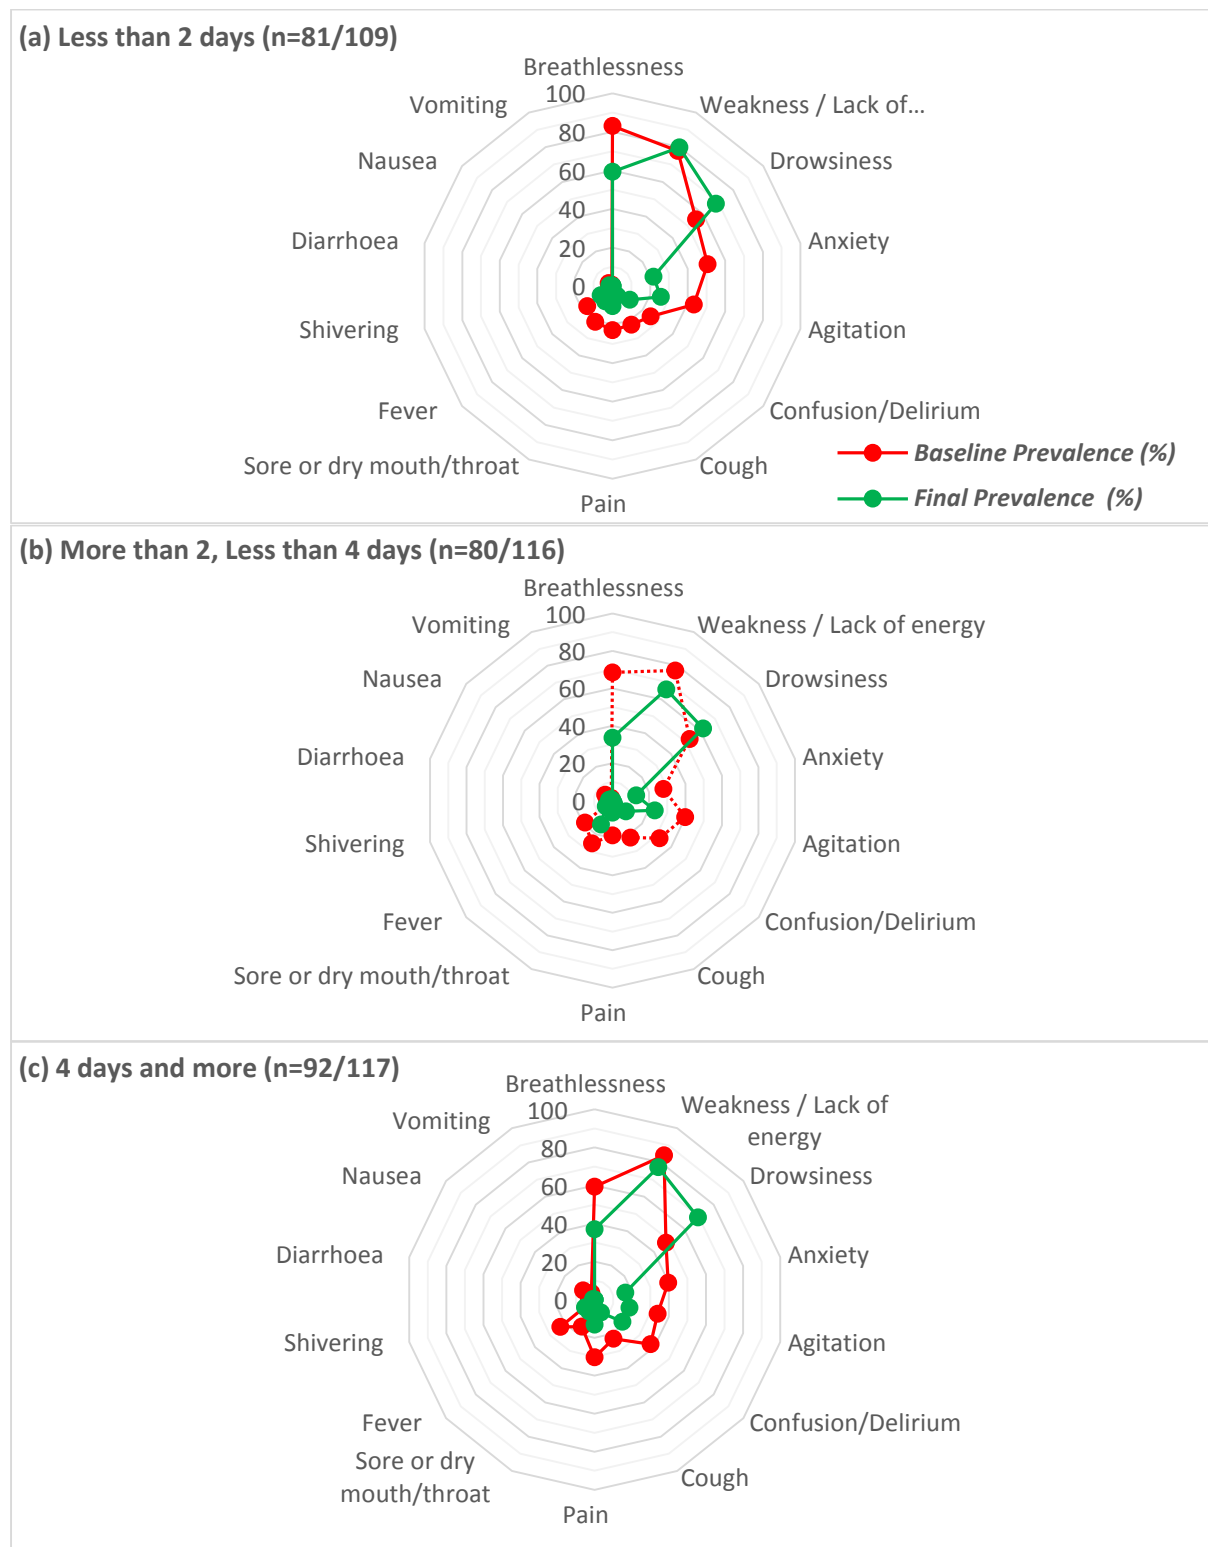 (a) Less than 2 days (n=81/109)
Breathlessness
100
80
60
40
20
0
Weakness / Lack of...
Drowsiness
Anxiety
Agitation
Confusion/Delirium
Cough
Pain
Sore or dry mouth/throat
Fever
Shivering
Diarrhoea
Nausea
Vomiting
Baseline Prevalence (%)
Final Prevalence (%)
(b) More than 2, Less than 4 days (n=80/116)
Breathlessness
100
80
60
40
20
0
Weakness / Lack of energy
Drowsiness
Anxiety
Agitation
Confusion/Delirium
Cough
Pain
Sore or dry mouth/throat
Fever
Shivering
Diarrhoea
Nausea
Vomiting
(c) 4 days and more (n=92/117)
Breathlessness
100
80
60
40
20
0
Weakness / Lack of
energy
Drowsiness
Anxiety
Agitation
Confusion/Delirium
Cough
Pain
Sore or dry
mouth/throat
Fever
Shivering
Diarrhoea
Nausea
Vomiting